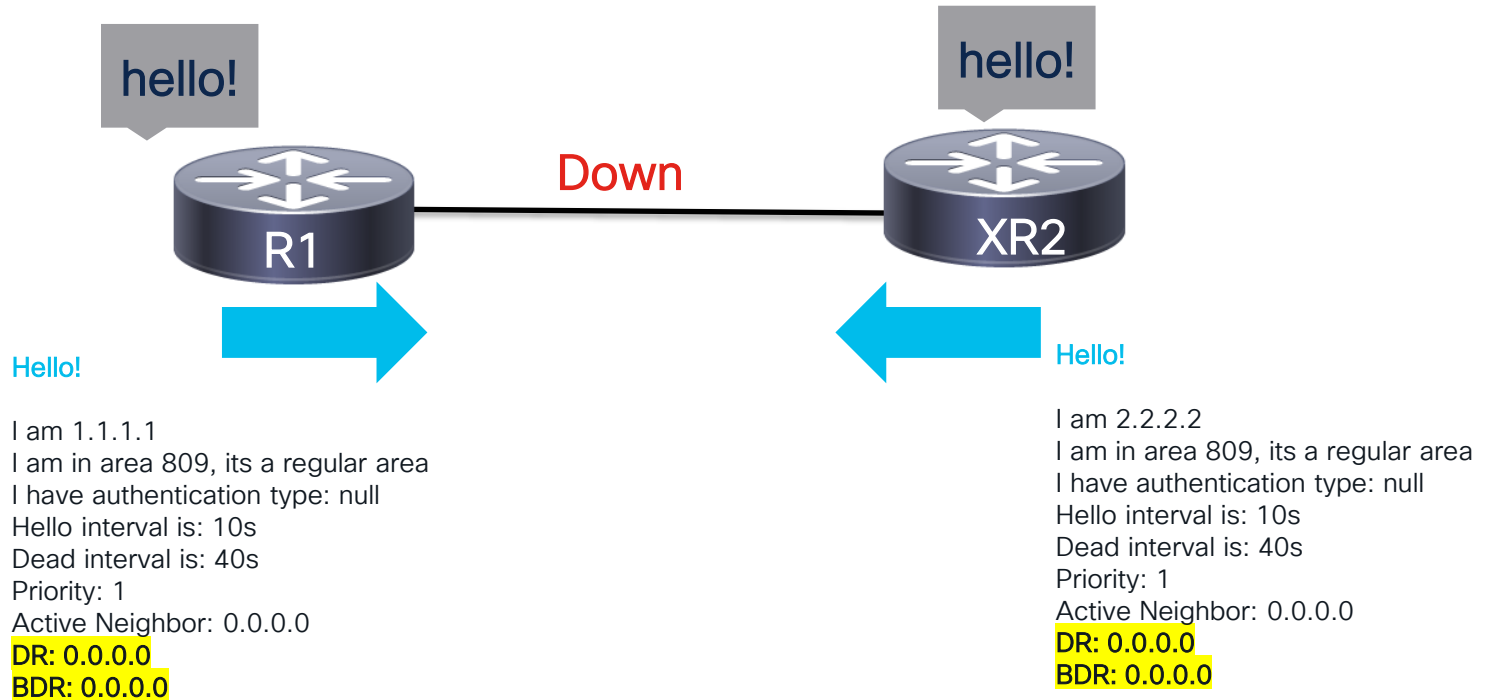 hello!
hello!
Down
R1
XR2
Hello!
I am 1.1.1.1
I am in area 809, its a regular area
I have authentication type: null
Hello interval is: 10s
Dead interval is: 40s
Priority: 1
Active Neighbor: 0.0.0.0
DR: 0.0.0.0
BDR: 0.0.0.0
Hello!
I am 2.2.2.2
I am in area 809, its a regular area
I have authentication type: null
Hello interval is: 10s
Dead interval is: 40s
Priority: 1
Active Neighbor: 0.0.0.0
DR: 0.0.0.0
BDR: 0.0.0.0